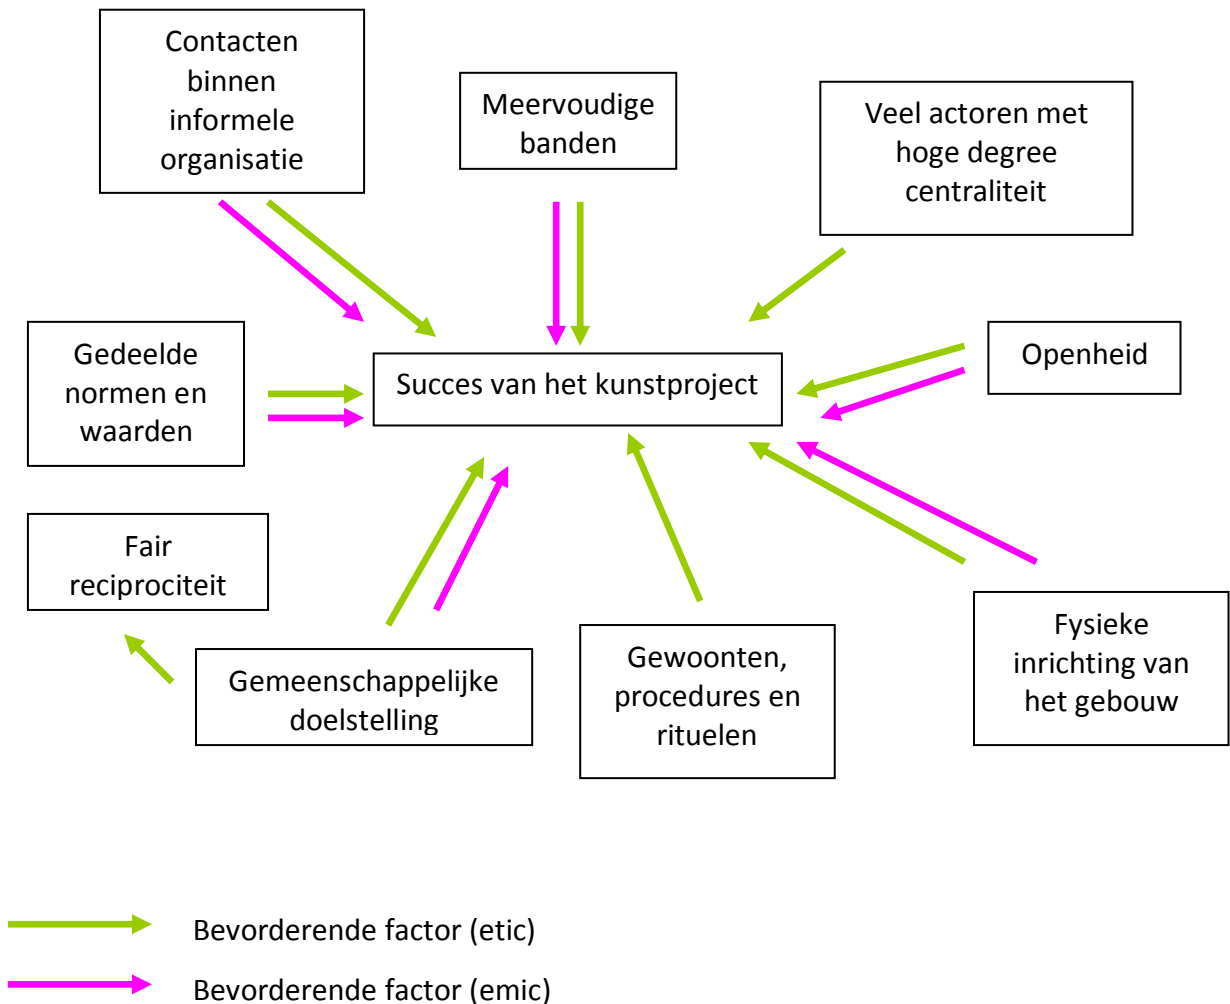 Contacten
binnen
informele
organisatie
Meervoudige
banden
Veel actoren met
hoge degree
centraliteit
Gedeelde
normen en
waarden
Succes van het kunstproject
Openheid
Fair
reciprociteit
Gemeenschappelijke
doelstelling
Gewoonten,
procedures en
rituelen
Fysieke
inrichting van
het gebouw
Bevorderende factor (etic)
Bevorderende factor (emic)